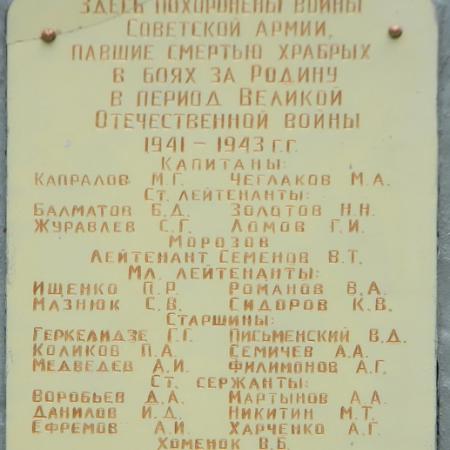 ЗДЕСЬ ПОХОРОНЕНЫ ВОИНЫ
СОВЕТСКОЙ АРМИИ,
ПАВШИЕ СМЕРТЬЮ ХРАБРЫХ
В БОЯХ ЗА РОДИНУ
В ПЕРИОД ВЕЛИКОЙ
ОТЕЧЕСТВЕННОЙ ВОЙНЫ
1941 – 1943 Г.Г.
КАПИТАНЫ:
КАПРАЛОВ М.Г. ЧЕГЛАКОВ М.А.
СТ. ЛЕЙТЕНАНТЫ:
БАЛМАТОВ Б.Д. ЗОЛОТОВ Н.Н.
ЖУРАВЛЕВ С.Г. ЛОМОВ Г.И.
МОРОЗОВ
ЛЕЙТЕНАНТ СЕМЕНОВ В.Т.
МЛ. ЛЕЙТЕНАНТЫ:
ИЩЕНКО П.Р. РОМАНОВ В.А.
МАЗНЮК С.В. СИДОРОВ К.В.
СТАРШИНЫ:
ГЕРКЕЛИДЗЕ Г.Г. ПИСЬМЕНСКИЙ В.Д.
КОЛИКОВ П.А. СЕМИЧЕВ А.А.
МЕДВЕДЕВ А.И. ФИЛИМОНОВ А.Г.
СТ. СЕРЖАНТЫ:
ВОРОБЬЕВ Д.А. МАРТЫНОВ А.А.
ДАНИЛОВ И.Д. НИКИТИН М.Т.
ЕФРЕМОВ А.И. ХАРЧЕНКО А.Г.
ХОМЕНОК В.Б.